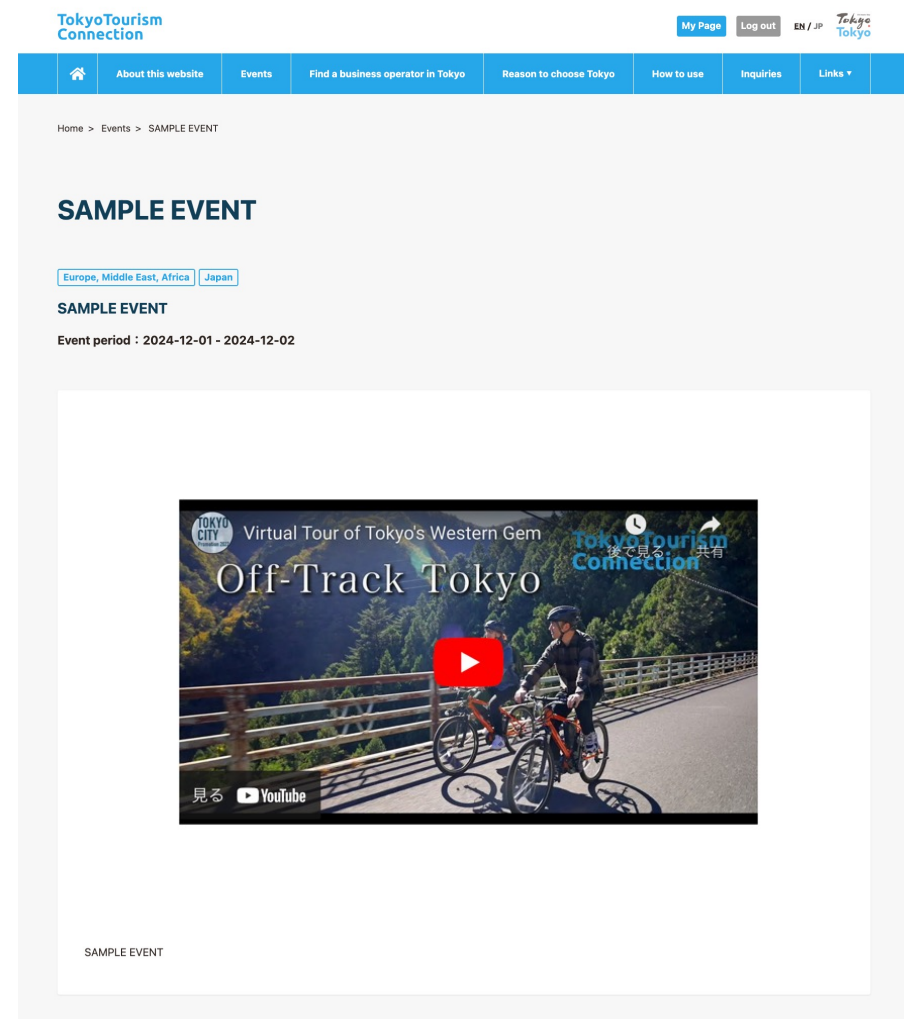 TokyoTourism
Connection
My Page
Log out
EN / JP
Tokyo
Tokyo
About this website
Events
Find a business operator in Tokyo
Reason to choose Tokyo
How to use
Inquiries
Links ▾
Home > Events > SAMPLE EVENT
SAMPLE EVENT
Europe, Middle East, Africa
Japan
SAMPLE EVENT
Event period：2024-12-01 - 2024-12-02
TOKYO
CITY
Virtual Tour of Tokyo's Western Gem
TokyoTourism
Connection
後で見る
共有
Off-Track Tokyo
見る YouTube
SAMPLE EVENT